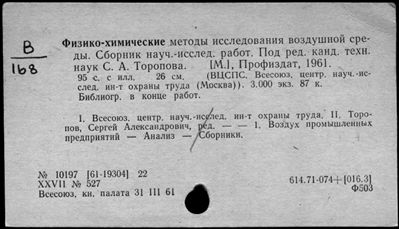 В
168
Физико-химические методы исследования воздушной сре-
ды. Сборник науч.-исслед. работ. Под ред. канд. техн.
наук С. А. Торопова. [М.], Профиздат, 1961.
95 с. с илл. 26 см. (ВЦСПС. Всесоюз. центр. науч.-ис-
след. ин-т охраны труда (Москва)). 3.000 экз. 87 к.
Библиогр. в конце работ.
I. Всесоюз. центр. науч.-исслед. ин-т охраны труда. II. Торо-
пов, Сергей Александрович, ред. — — 1. Воздух промышленных
предприятий — Анализ — Сборники.
№ 10197 [61-19304] 22
XXVII № 527
Всесоюз. кн. палата 31 III 61
614.71-074+[016.3]
Ф503